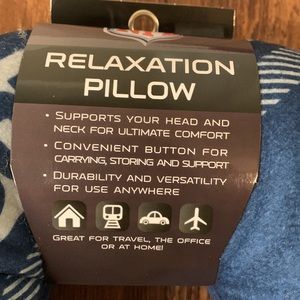 RELAXATION
PILLOW
• SUPPORTS YOUR HEAD AND
NECK FOR ULTIMATE COMFORT
• CONVENIENT BUTTON FOR
CARRYING, STORING AND SUPPORT
• DURABILITY AND VERSATILITY
FOR USE ANYWHERE
GREAT FOR TRAVEL, THE OFFICE
OR AT HOME!